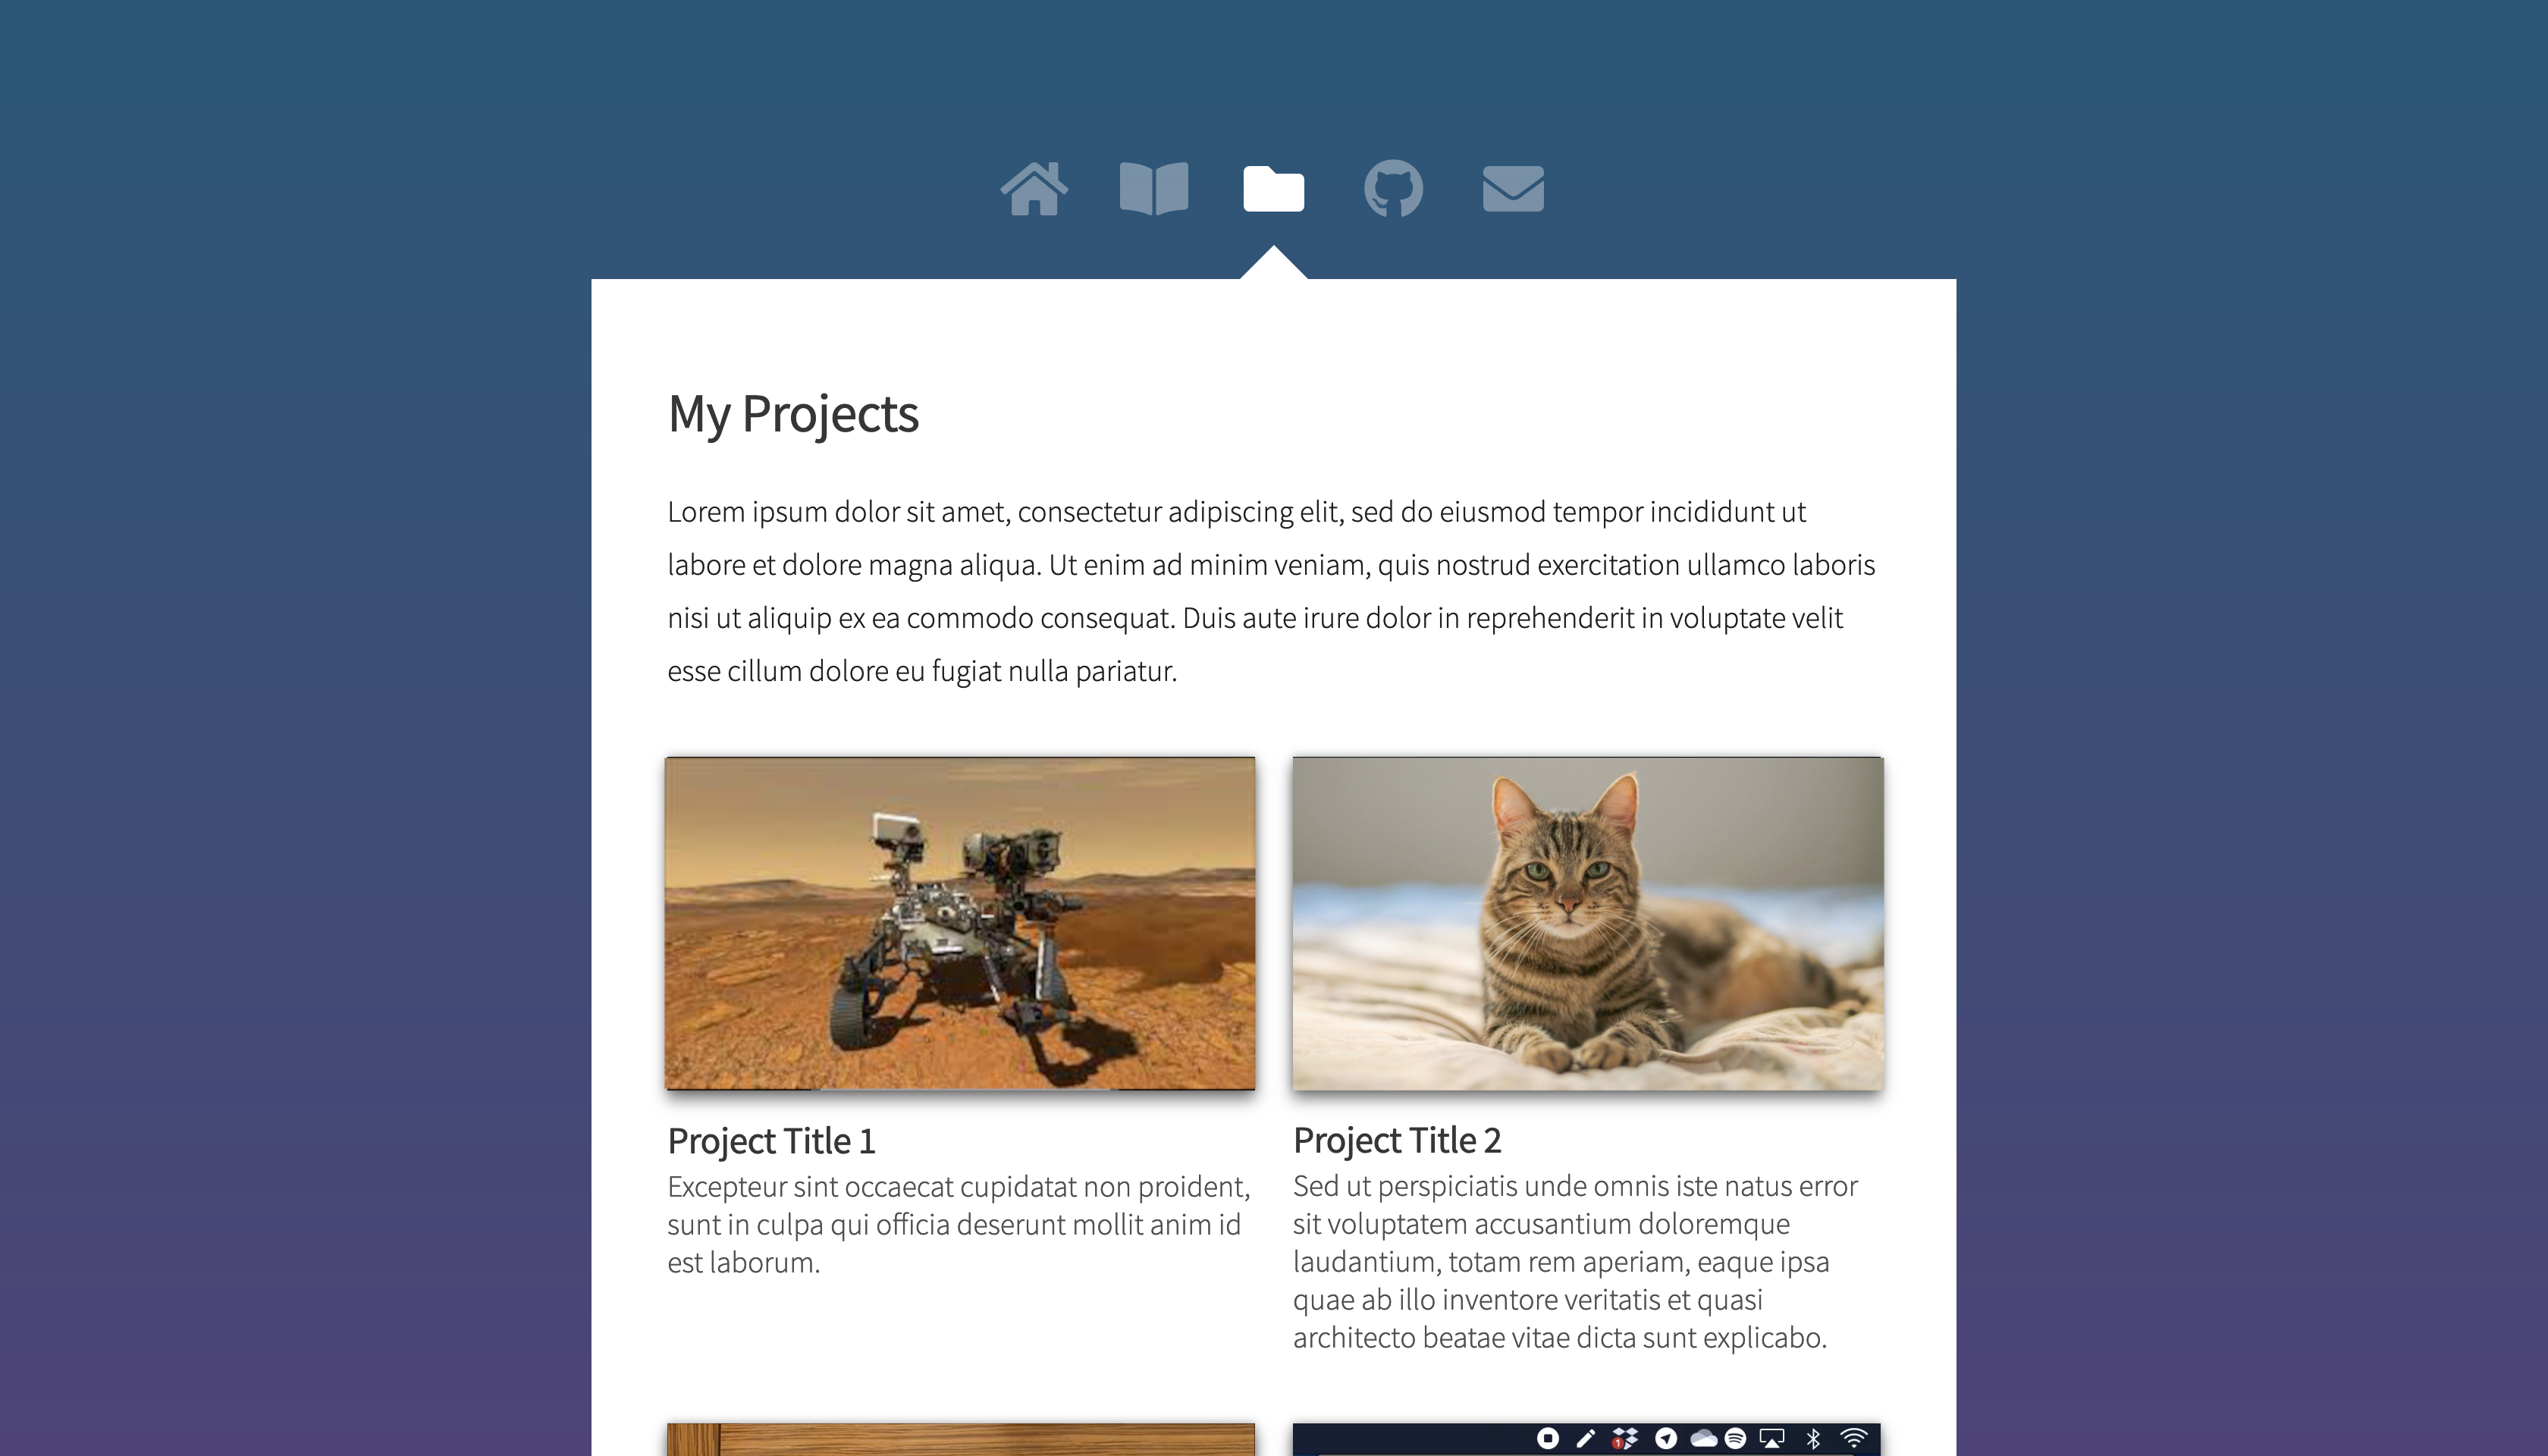 My Projects
Lorem ipsum dolor sit amet, consectetur adipiscing elit, sed do eiusmod tempor incididunt ut
labore et dolore magna aliqua. Ut enim ad minim veniam, quis nostrud exercitation ullamco laboris
nisi ut aliquip ex ea commodo consequat. Duis aute irure dolor in reprehenderit in voluptate velit
esse cillum dolore eu fugiat nulla pariatur.
Project Title 1
Excepteur sint occaecat cupidatat non proident,
sunt in culpa qui officia deserunt mollit anim id
est laborum.
Project Title 2
Sed ut perspiciatis unde omnis iste natus error
sit voluptatem accusantium doloremque
laudantium, totam rem aperiam, eaque ipsa
quae ab illo inventore veritatis et quasi
architecto beatae vitae dicta sunt explicabo.
1